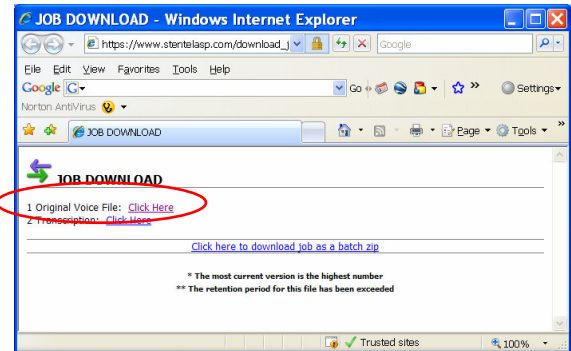 JOB DOWNLOAD - Windows Internet Explorer
https://www.stentelasp.com/download_j
Google
File Edit View Favorites Tools Help
Google G Go » Settings
Norton AntiVirus
JOB DOWNLOAD Page Tools »
JOB DOWNLOAD
1 Original Voice File: Click Here
2 Transcription: Click Here
Click here to download job as a batch zip
* The most current version is the highest number
** The retention period for this file has been exceeded
Trusted sites 100%